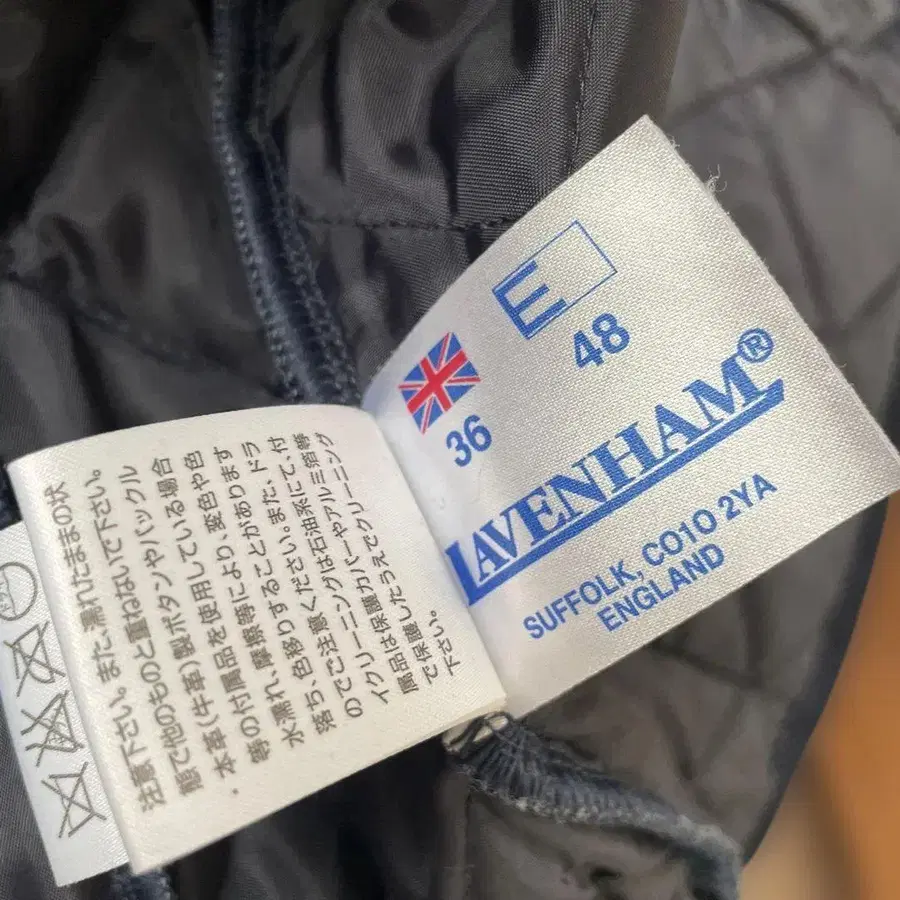 E
48
36
LAVENHAM®
SUFFOLK, CO10 2YA
ENGLAND
注意下さい。また、濡れたままの状
態で他のものと重ねないで下さい。
・本革(牛革)製ボタンやバックル
等の付属品を使用している場合
水濡れ、摩擦等により、変色や色
落ち、色移りすることがあります
のでご注意ください。また、ドラ
イクリーニングは石油系にて付
属品は保護カバーやアルミ箔等
で保護したうえでクリーニング
下さい。